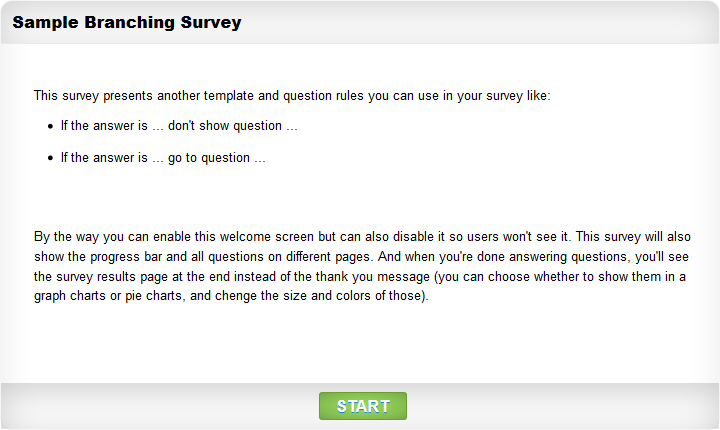 Sample Branching Survey
This survey presents another template and question rules you can use in your survey like:
• If the answer is ... don't show question ...
• If the answer is ... go to question ...
By the way you can enable this welcome screen but can also disable it so users won't see it. This survey will also
show the progress bar and all questions on different pages. And when you're done answering questions, you'll see
the survey results page at the end instead of the thank you message (you can choose whether to show them in a
graph charts or pie charts, and chenge the size and colors of those).
START